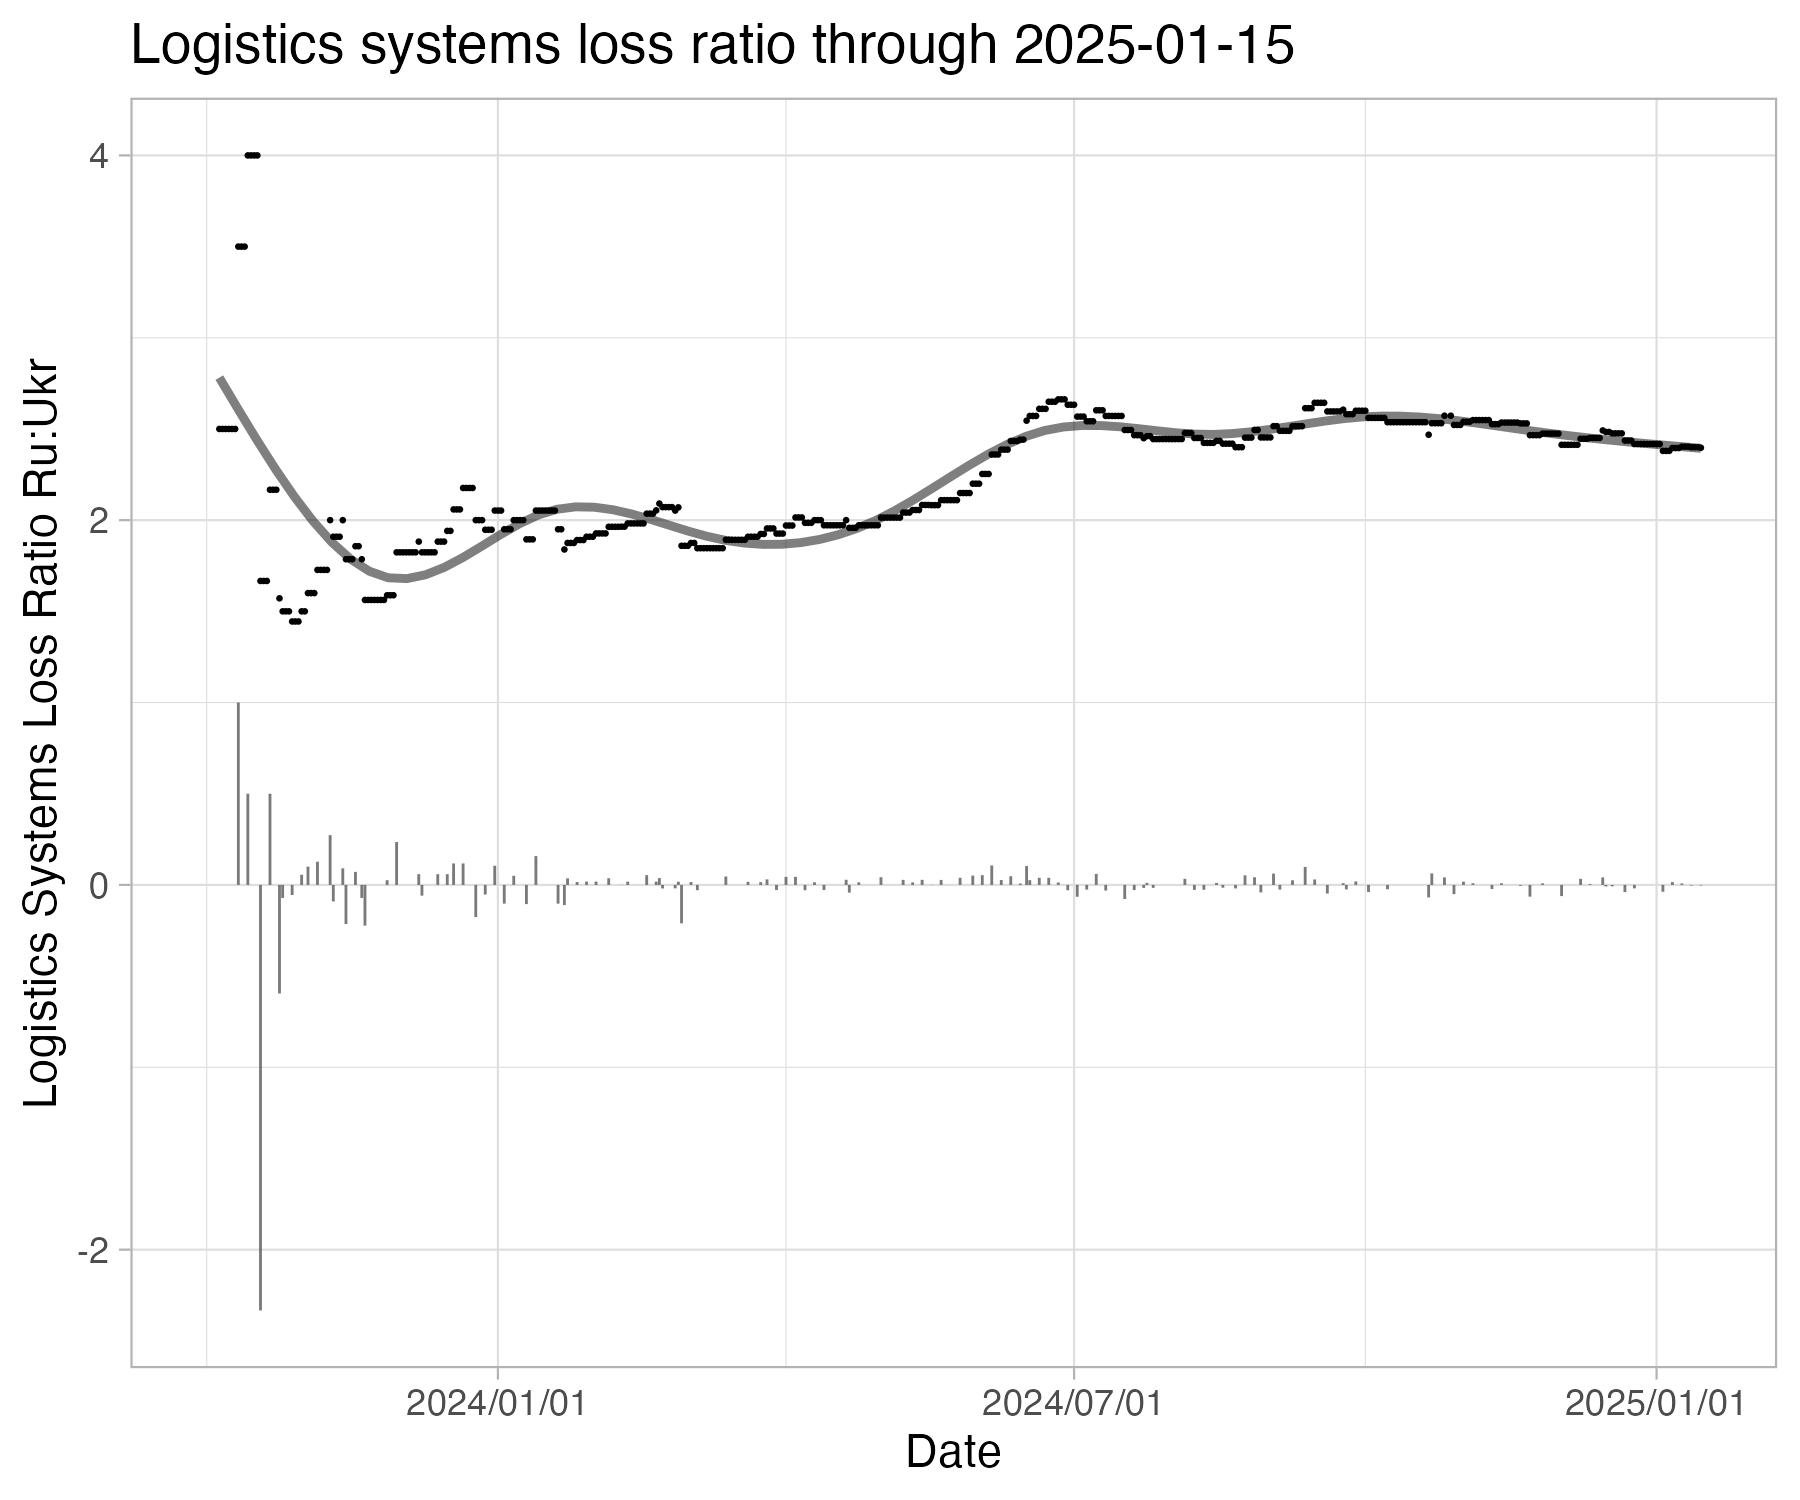 Logistics systems loss ratio through 2025-01-15
Logistics Systems Loss Ratio Ru:Ukr
4
2
0
-2
2024/01/01
2024/07/01
2025/01/01
Date